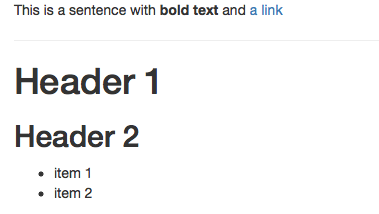 This is a sentence with bold text and a link
Header 1
Header 2
• item 1
• item 2